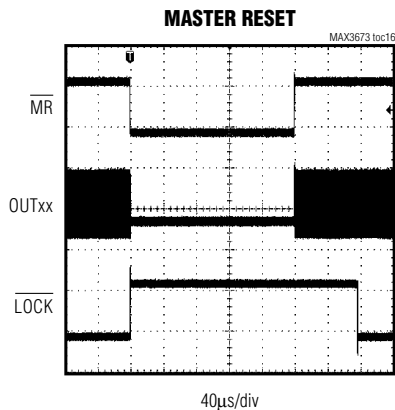 MASTER RESET
MAX3673 toc16
T
MR
OUTxx
LOCK
40μs/div